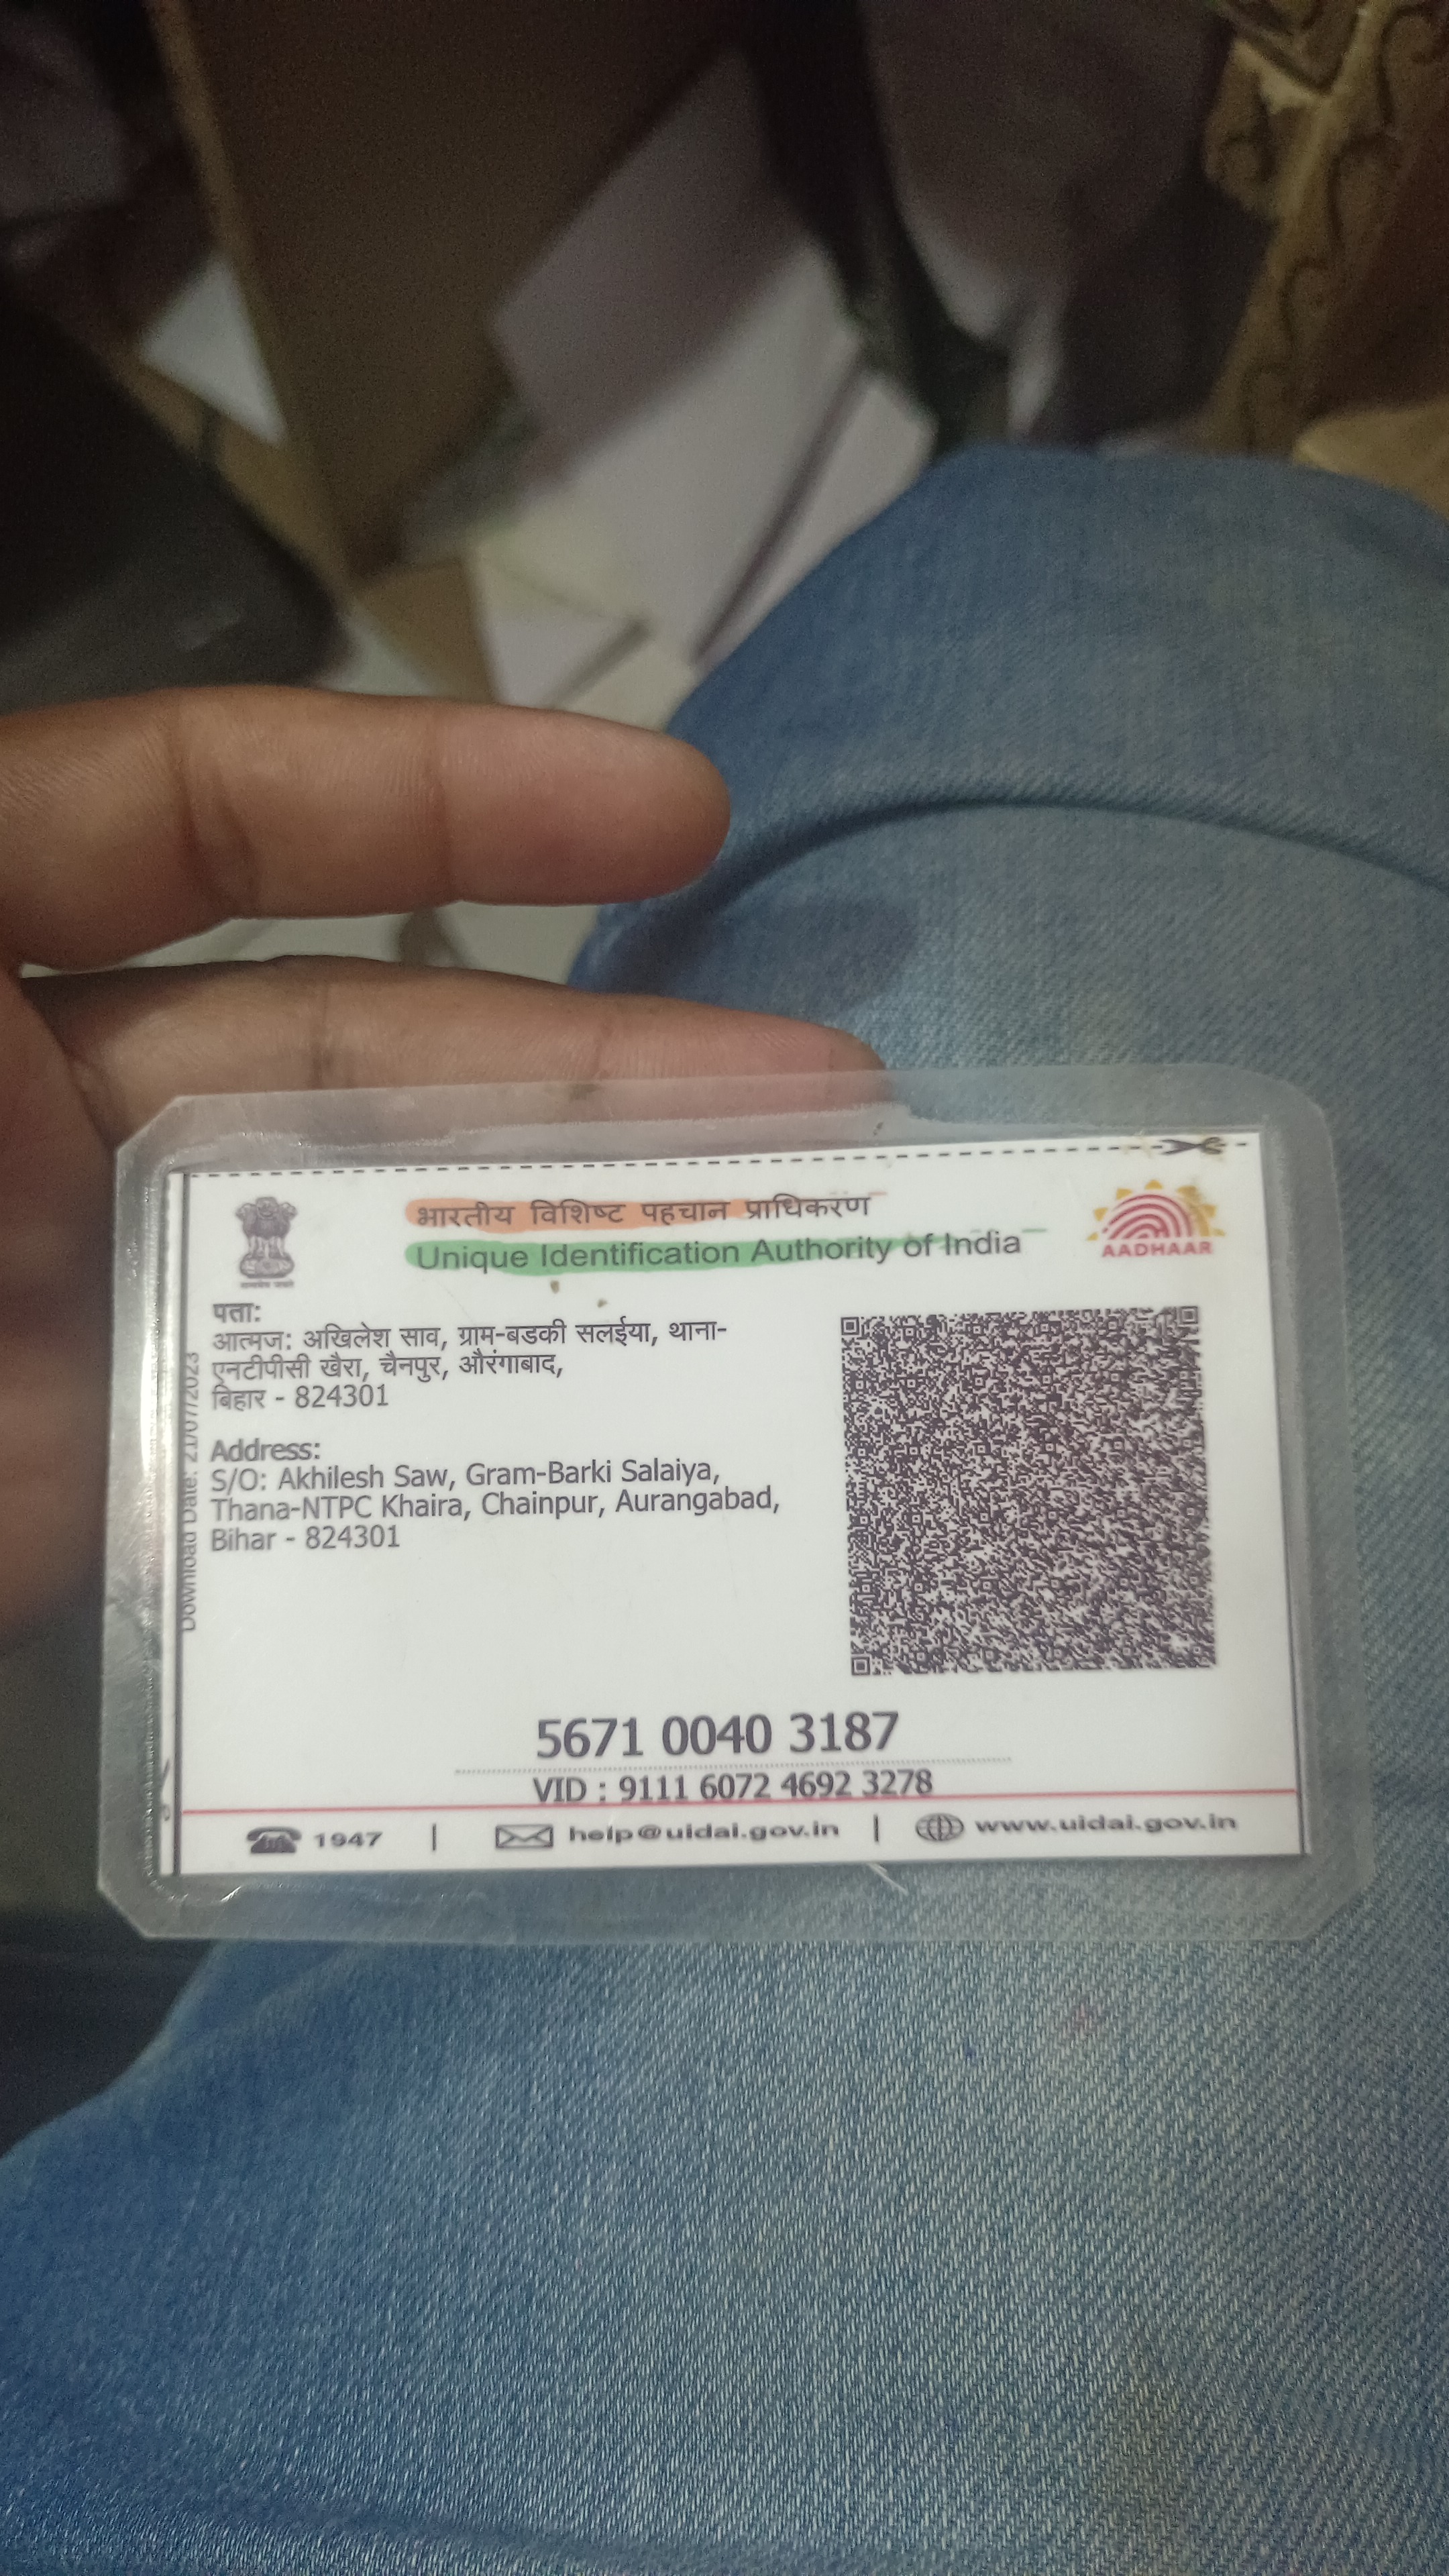 भारतीय विशिष्ट पहचान प्राधिकरण
Unique Identification Authority of India
AADHAAR
पता:
आत्मज: अखिलेश साव, ग्राम-बडकी सलईया, थाना-
एनटीपीसी खैरा, चैनपुर, औरंगाबाद,
बिहार - 824301
Address:
S/O: Akhilesh Saw, Gram-Barki Salaiya,
Thana-NTPC Khaira, Chainpur, Aurangabad,
Bihar - 824301
Download Date: 21/07/2023
5671 0040 3187
VID : 9111 6072 4692 3278
1947 | help@uidai.gov.in | www.uidai.gov.in